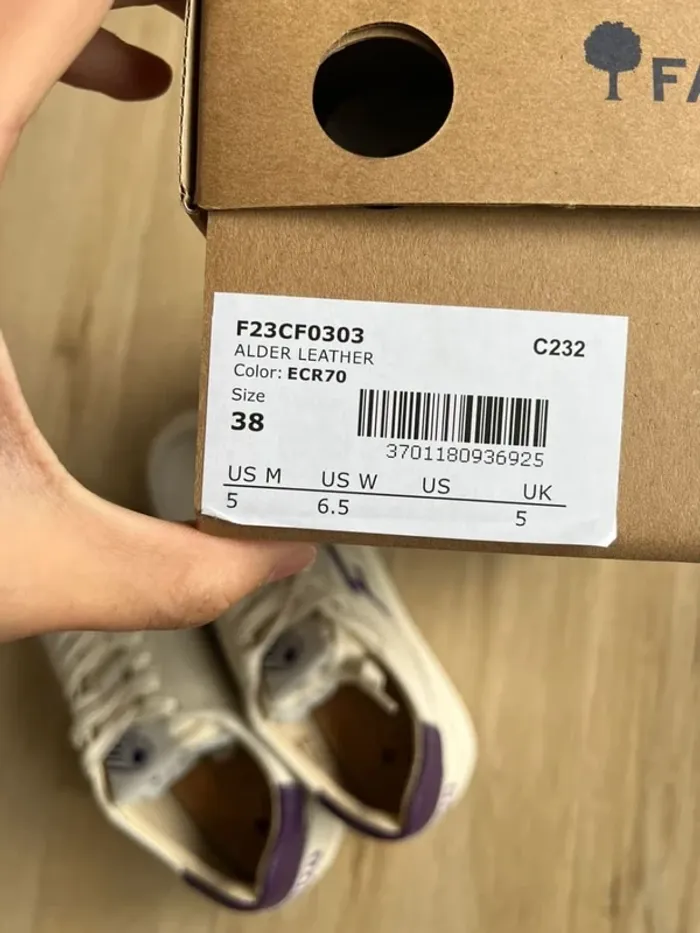 FA
F23CF0303
ALDER LEATHER
C232
Color: ECR70
Size
38
3701180936925
US M US W US UK
5 6.5 5